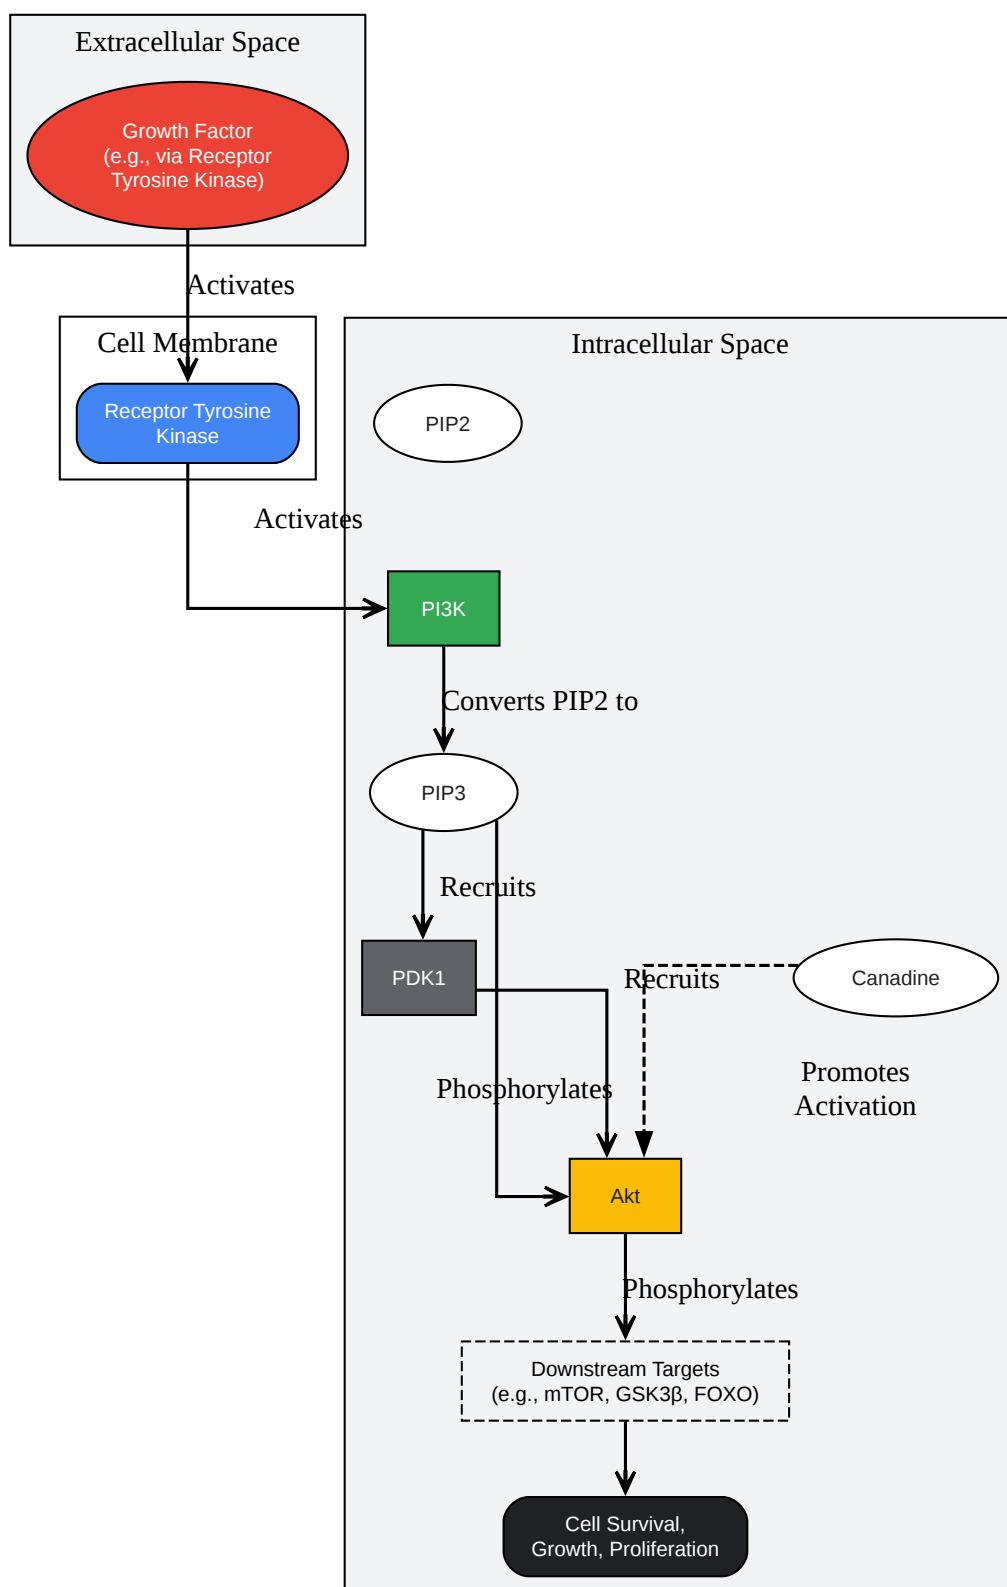 Extracellular Space
Growth Factor
(e.g., via Receptor
Tyrosine Kinase)
Activates
Cell Membrane
Receptor Tyrosine
Kinase
Intracellular Space
PIP2
Activates
PI3K
Converts PIP2 to
PIP3
Recruits
PDK1
Recruits
Canadine
Phosphorylates
Promotes
Activation
Akt
Phosphorylates
Downstream Targets
(e.g., mTOR, GSK3β, FOXO)
Cell Survival,
Growth, Proliferation